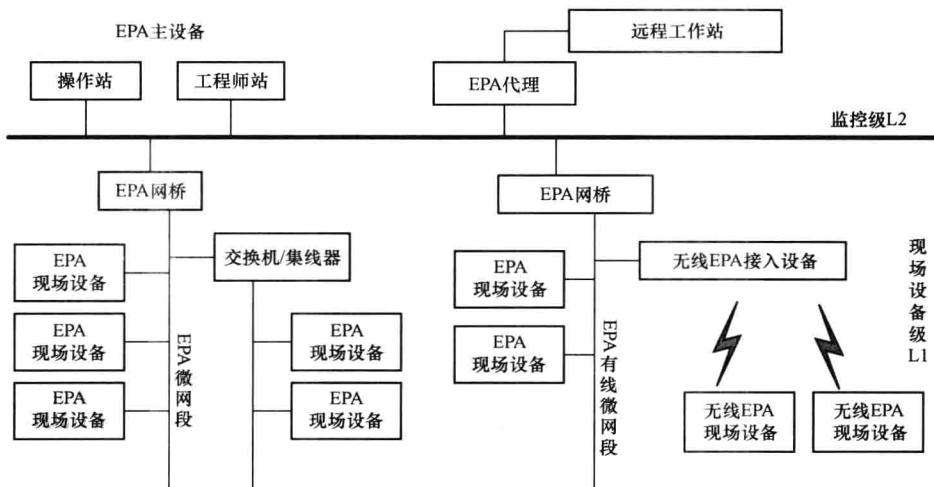 EPA主设备
远程工作站
操作站
工程师站
EPA代理
监控级L2
EPA网桥
EPA网桥
EPA
现场设备
交换机/集线器
EPA
现场设备
无线EPA接入设备
现场设备级L1
EPA
现场设备
EPA微网段
EPA
现场设备
EPA
现场设备
EPA有线微网段
EPA
现场设备
EPA
现场设备
无线EPA
现场设备
无线EPA
现场设备